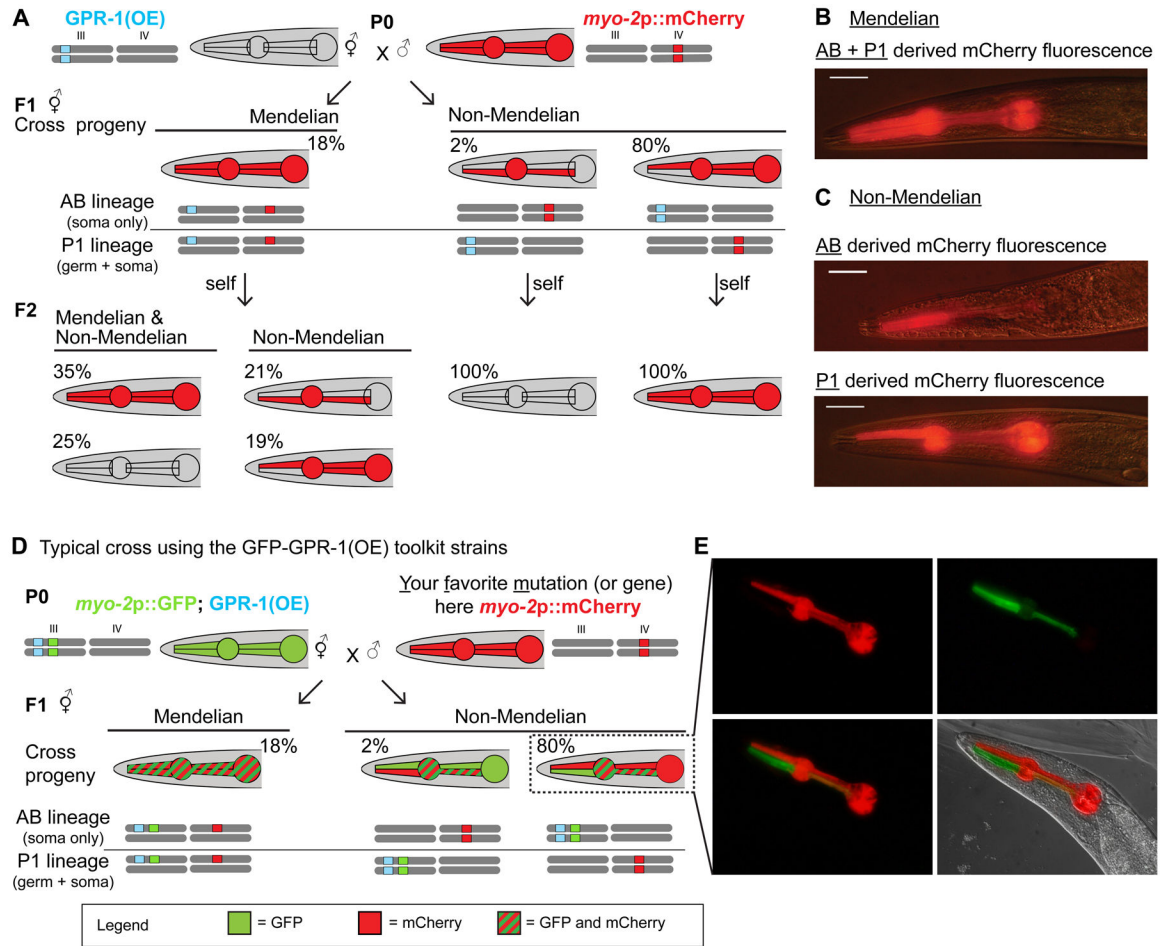 A
GPR-1(OE)
P0
myo-2p::mCherry
III IV
⚥
X ♂
III IV
F1 ⚥
Cross progeny
Mendelian
Non-Mendelian
18%
2%
80%
AB lineage
(soma only)
P1 lineage
(germ + soma)
self
self
self
F2
Mendelian &
Non-Mendelian
Non-Mendelian
35%
21%
100%
100%
25%
19%
B Mendelian
AB + P1 derived mCherry fluorescence
C Non-Mendelian
AB derived mCherry fluorescence
P1 derived mCherry fluorescence
D Typical cross using the GFP-GPR-1(OE) toolkit strains
P0
myo-2p::GFP; GPR-1(OE)
Your favorite mutation (or gene)
here myo-2p::mCherry
III IV
⚥
X ♂
III IV
F1 ⚥
Mendelian
Non-Mendelian
Cross
progeny
18%
2%
80%
AB lineage
(soma only)
P1 lineage
(germ + soma)
Legend = GFP = mCherry = GFP and mCherry
E